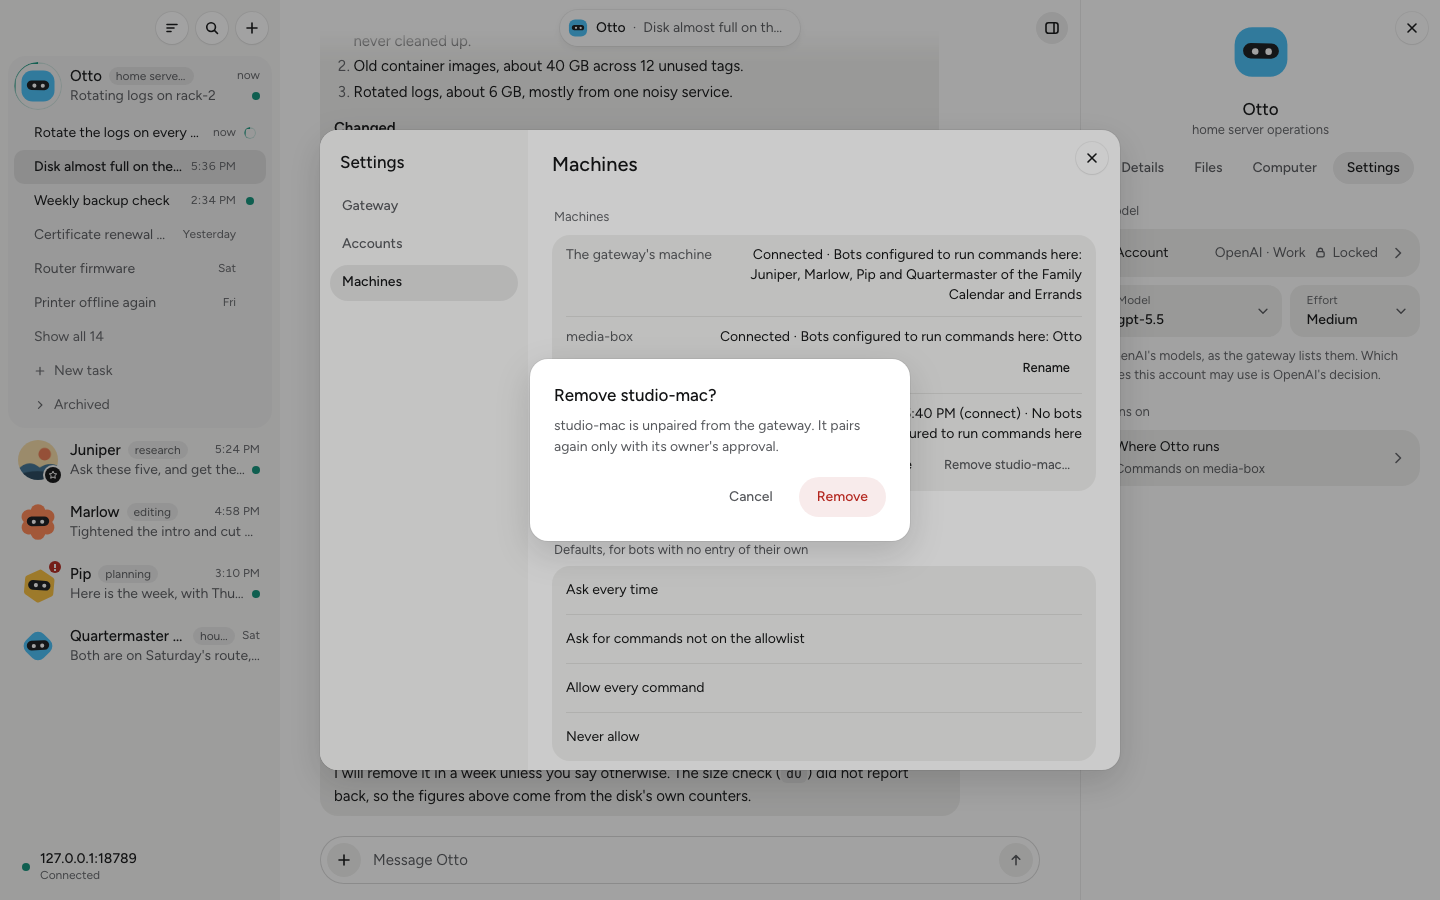 Otto home serve... now
Rotating logs on rack-2
Rotate the logs on every ... now
Disk almost full on the... 5:36 PM
Weekly backup check 2:34 PM
Certificate renewal ... Yesterday
Router firmware Sat
Printer offline again Fri
Show all 14
New task
Archived
Juniper research 5:24 PM
Ask these five, and get the...
Marlow editing 4:58 PM
Tightened the intro and cut ...
Pip planning 3:10 PM
Here is the week, with Thu...
Quartermaster ... hou... Sat
Both are on Saturday's route,...
127.0.0.1:18789
Connected
Otto · Disk almost full on th...
never cleaned up.
2. Old container images, about 40 GB across 12 unused tags.
3. Rotated logs, about 6 GB, mostly from one noisy service.
Changed
Settings
Gateway
Accounts
Machines
Machines
Machines
The gateway's machine Connected · Bots configured to run commands here:
Juniper, Marlow, Pip and Quartermaster of the Family
Calendar and Errands
media-box Connected · Bots configured to run commands here: Otto
Rename
:40 PM (connect) · No bots
ured to run commands here
Remove studio-mac...
Remove studio-mac?
studio-mac is unpaired from the gateway. It pairs
again only with its owner's approval.
Cancel Remove
Defaults, for bots with no entry of their own
Ask every time
Ask for commands not on the allowlist
Allow every command
Never allow
I will remove it in a week unless you say otherwise. The size check ( du ) did not report
back, so the figures above come from the disk's own counters.
Message Otto
Otto
home server operations
Details Files Computer Settings
odel
Account OpenAI · Work Locked
Model
gpt-5.5
Effort
Medium
enAI's models, as the gateway lists them. Which
es this account may use is OpenAI's decision.
ns on
Where Otto runs
Commands on media-box